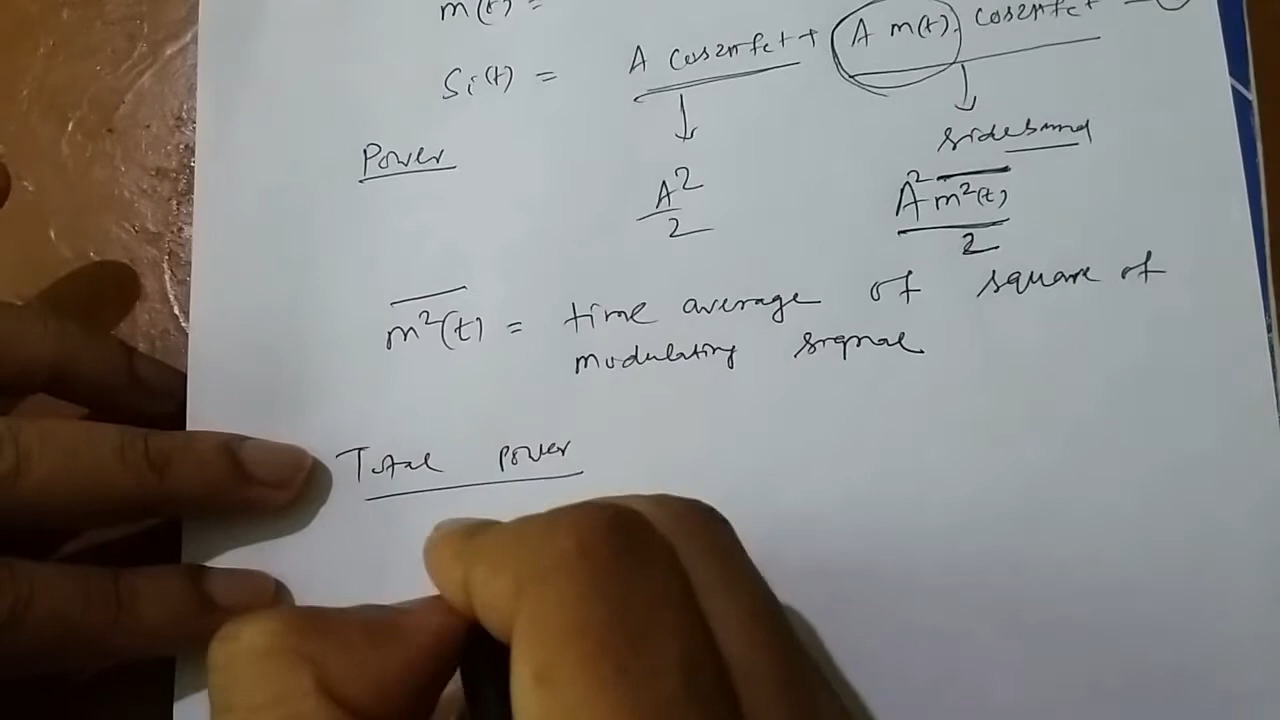 m(t) =
Si(t) = A cos2πfct + A m(t). cos2πfct
sideband
Power
A²/2 A² m²(t)/2
m²(t) = time average of square of
modulating signal
Total power